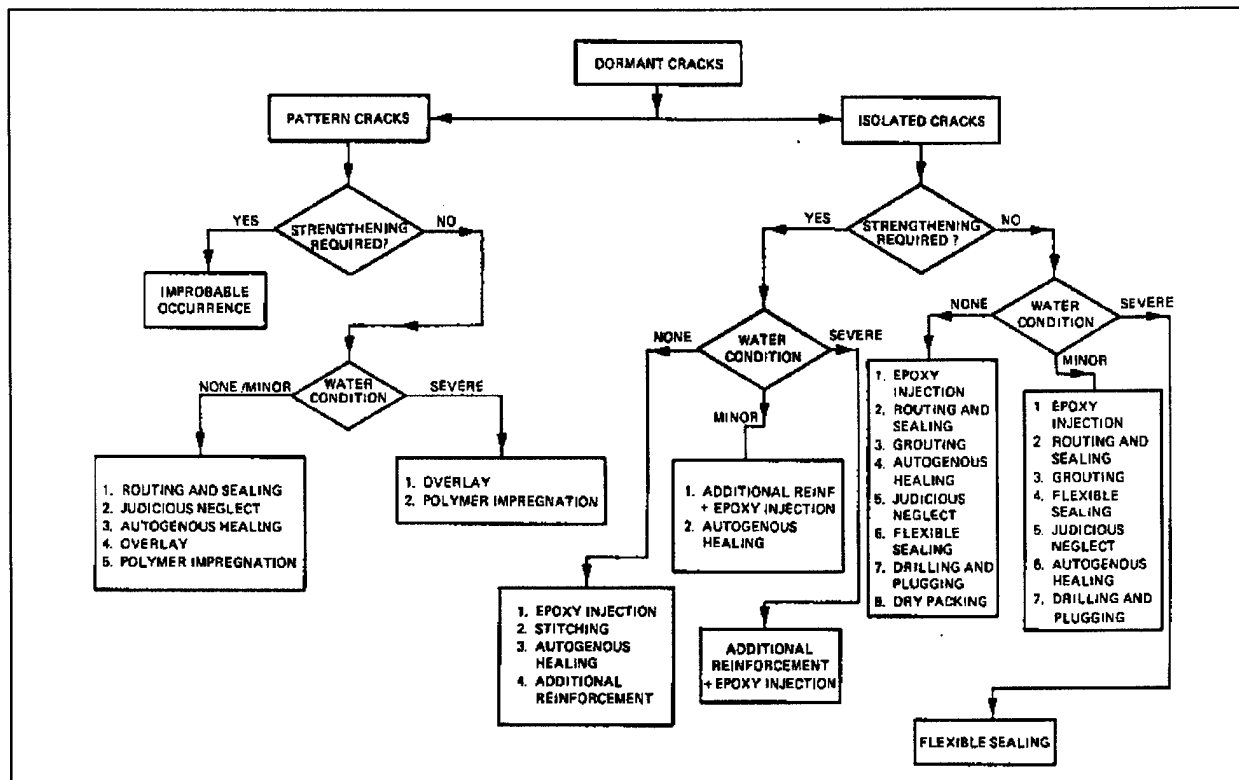 DORMANT CRACKS
PATTERN CRACKS
ISOLATED CRACKS
YES
STRENGTHENING
REQUIRED?
NO
IMPROBABLE
OCCURRENCE
NONE/MINOR
WATER
CONDITION
SEVERE
1. ROUTING AND SEALING
2. JUDICIOUS NEGLECT
3. AUTOGENOUS HEALING
4. OVERLAY
5. POLYMER IMPREGNATION
1. OVERLAY
2. POLYMER IMPREGNATION
YES
STRENGTHENING
REQUIRED ?
NO
NONE
WATER
CONDITION
SEVERE
MINOR
1. EPOXY INJECTION
2. STITCHING
3. AUTOGENOUS
HEALING
4. ADDITIONAL
REINFORCEMENT
1. ADDITIONAL REINF
+ EPOXY INJECTION
2. AUTOGENOUS
HEALING
ADDITIONAL
REINFORCEMENT
+ EPOXY INJECTION
NONE
WATER
CONDITION
SEVERE
MINOR
1. EPOXY
INJECTION
2. ROUTING AND
SEALING
3. GROUTING
4. AUTOGENOUS
HEALING
5. JUDICIOUS
NEGLECT
6. FLEXIBLE
SEALING
7. DRILLING AND
PLUGGING
8. DRY PACKING
1 EPOXY
INJECTION
2 ROUTING AND
SEALING
3. GROUTING
4. FLEXIBLE
SEALING
5. JUDICIOUS
NEGLECT
6. AUTOGENOUS
HEALING
7. DRILLING AND
PLUGGING
FLEXIBLE SEALING